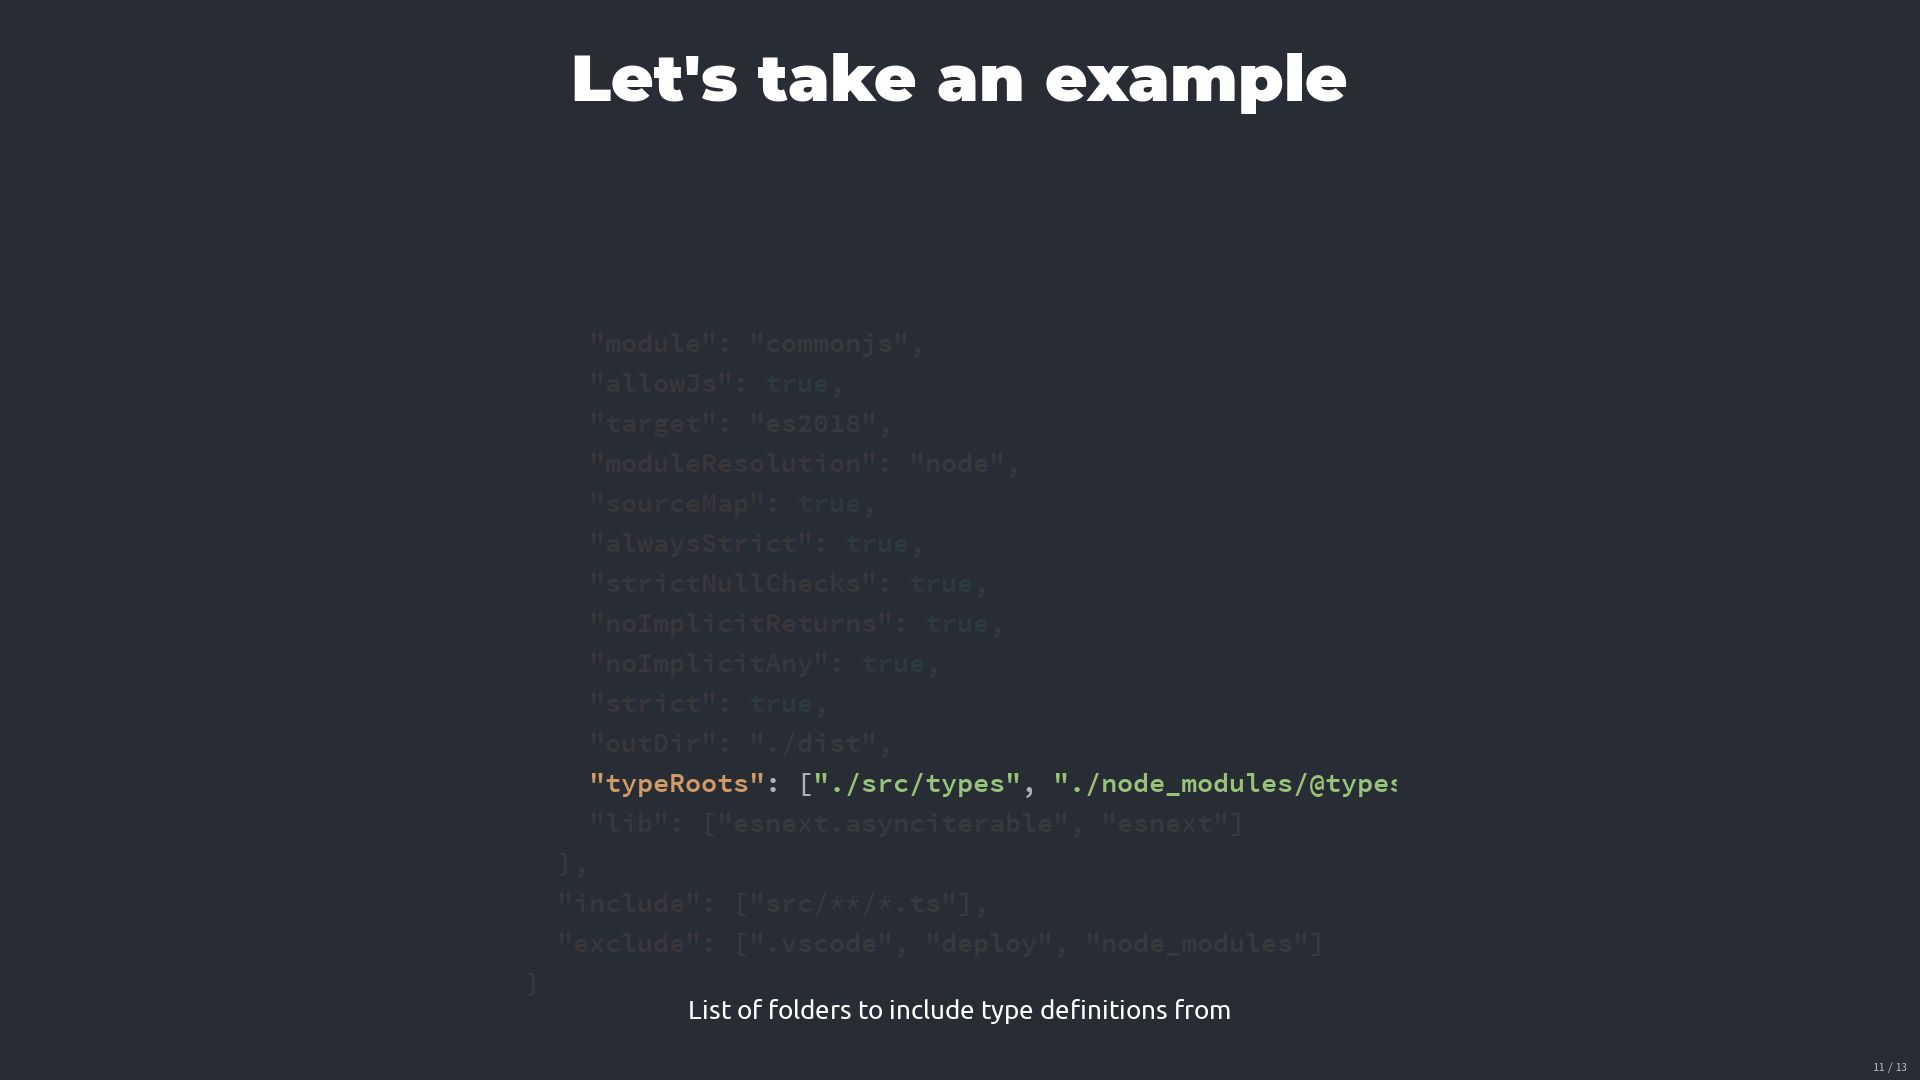 Let's take an example
"module": "commonjs",
"allowJs": true,
"target": "es2018",
"moduleResolution": "node",
"sourceMap": true,
"alwaysStrict": true,
"strictNullChecks": true,
"noImplicitReturns": true,
"noImplicitAny": true,
"strict": true,
"outDir": "./dist",
"typeRoots": ["./src/types", "./node_modules/@types
"lib": ["esnext.asynciterable", "esnext"]
},
"include": ["src/**/*.ts"],
"exclude": [".vscode", "deploy", "node_modules"]
}
List of folders to include type definitions from
11 / 13